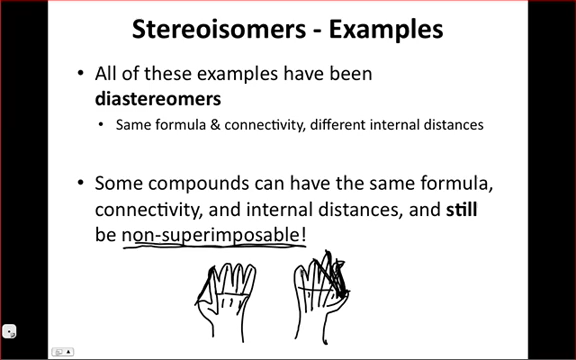 Stereoisomers - Examples
• All of these examples have been
diastereomers
• Same formula & connectivity, different internal distances
• Some compounds can have the same formula,
connectivity, and internal distances, and still
be non-superimposable!